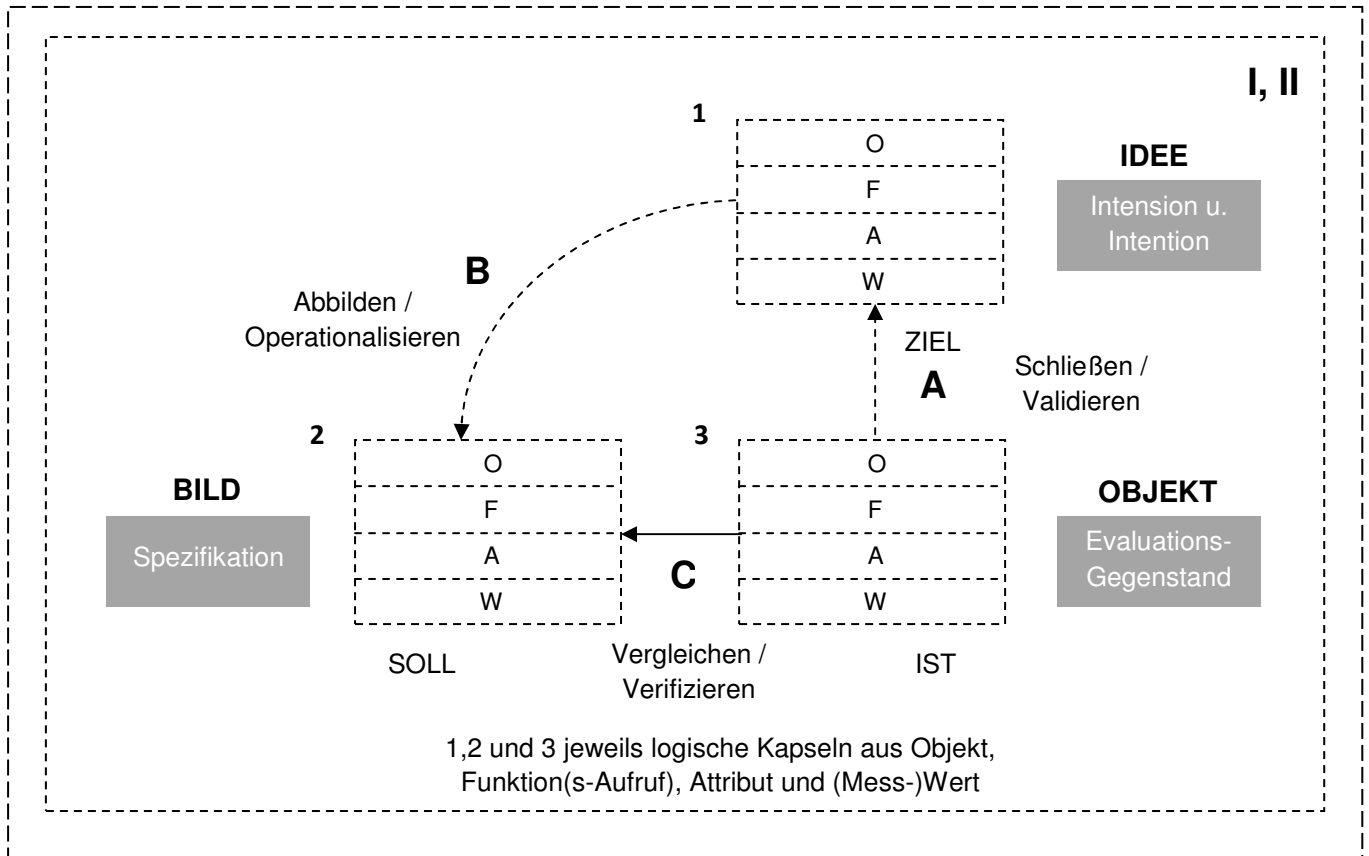 I, II
1
O
F
A
W
IDEE
Intension u.
Intention
B
Abbilden /
Operationalisieren
ZIEL
A
Schließen /
Validieren
2
O
F
A
W
BILD
Spezifikation
3
O
F
A
W
OBJEKT
Evaluations-
Gegenstand
C
SOLL
Vergleichen /
Verifizieren
IST
1,2 und 3 jeweils logische Kapseln aus Objekt,
Funktion(s-Aufruf), Attribut und (Mess-)Wert